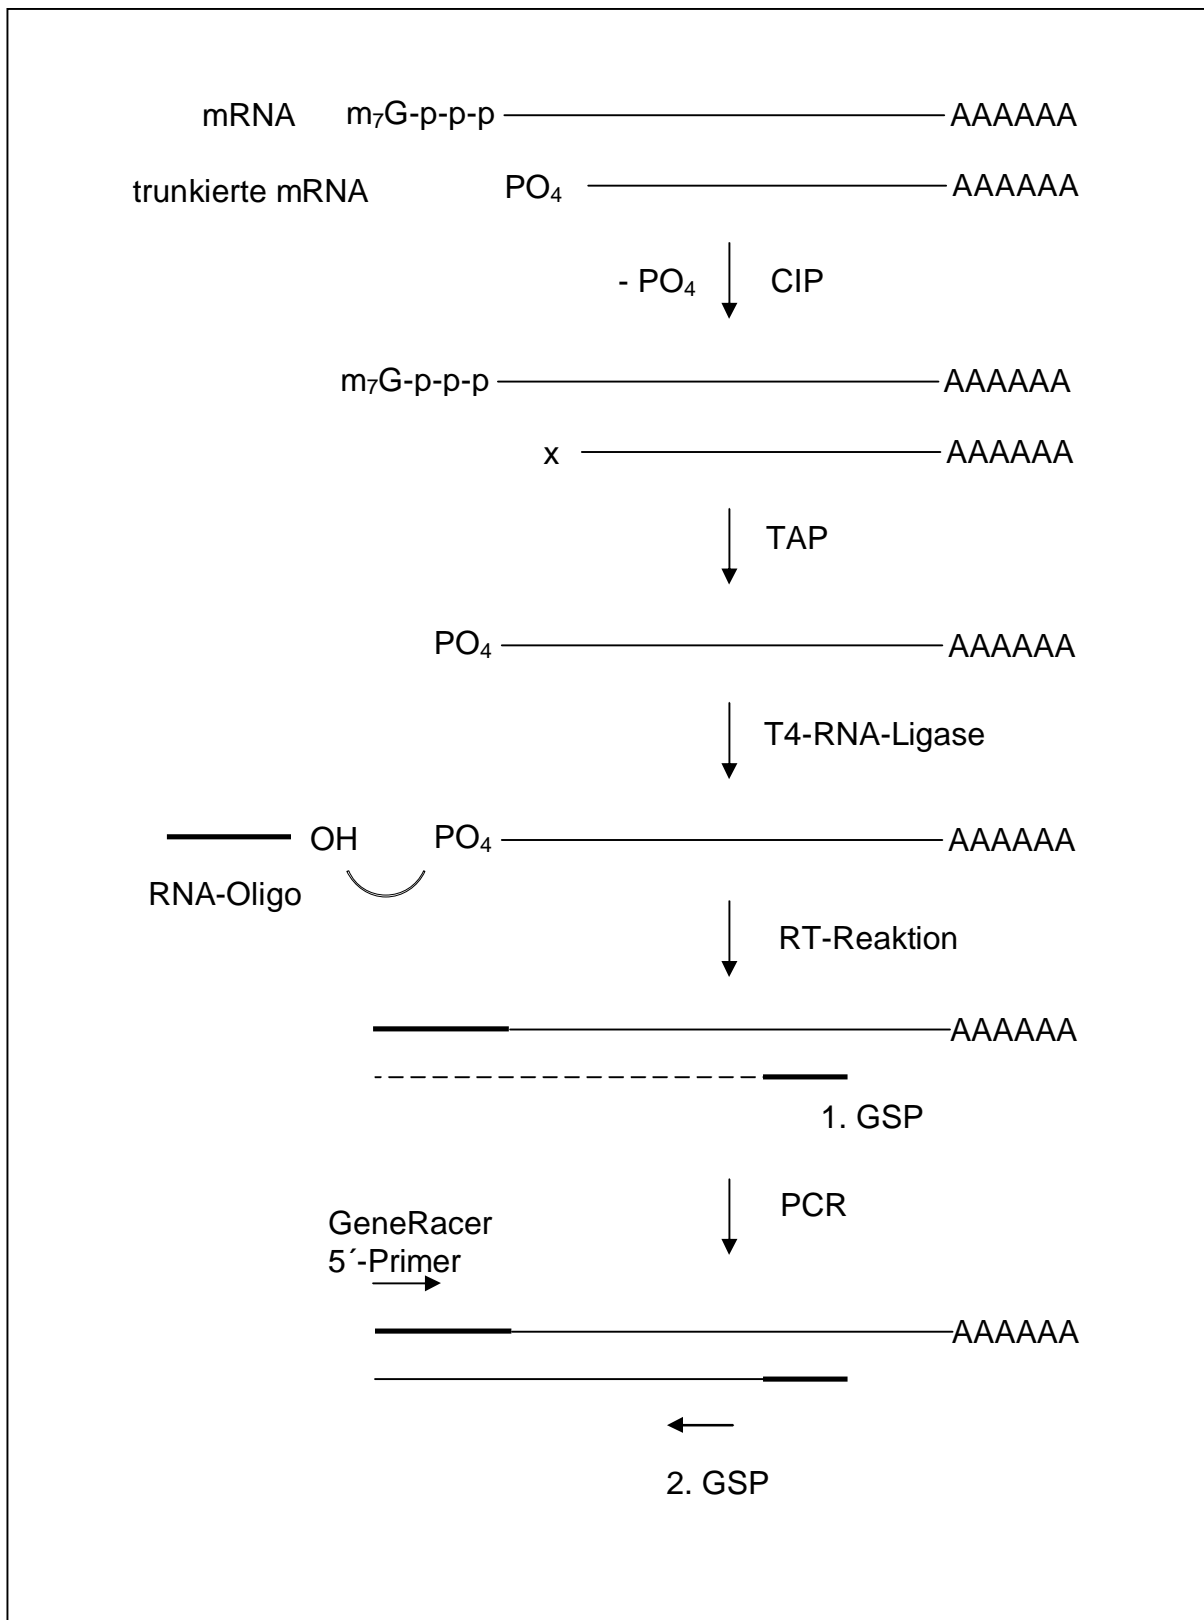 mRNA m₇G-p-p-p AAAAAA
trunkierte mRNA PO₄ AAAAAA
- PO₄ CIP
m₇G-p-p-p AAAAAA
x AAAAAA
TAP
PO₄ AAAAAA
T4-RNA-Ligase
OH PO₄ AAAAAA
RNA-Oligo
RT-Reaktion
AAAAAA
1. GSP
PCR
GeneRacer
5´-Primer
AAAAAA
2. GSP